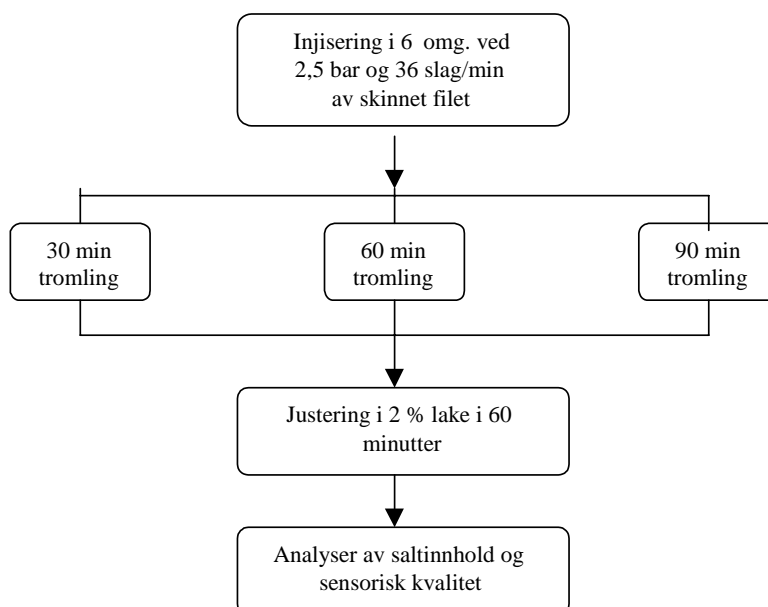 Injisering i 6 omg. ved
2,5 bar og 36 slag/min
av skinnet filet
30 min
tromling
60 min
tromling
90 min
tromling
Justering i 2 % lake i 60
minutter
Analyser av saltinnhold og
sensorisk kvalitet